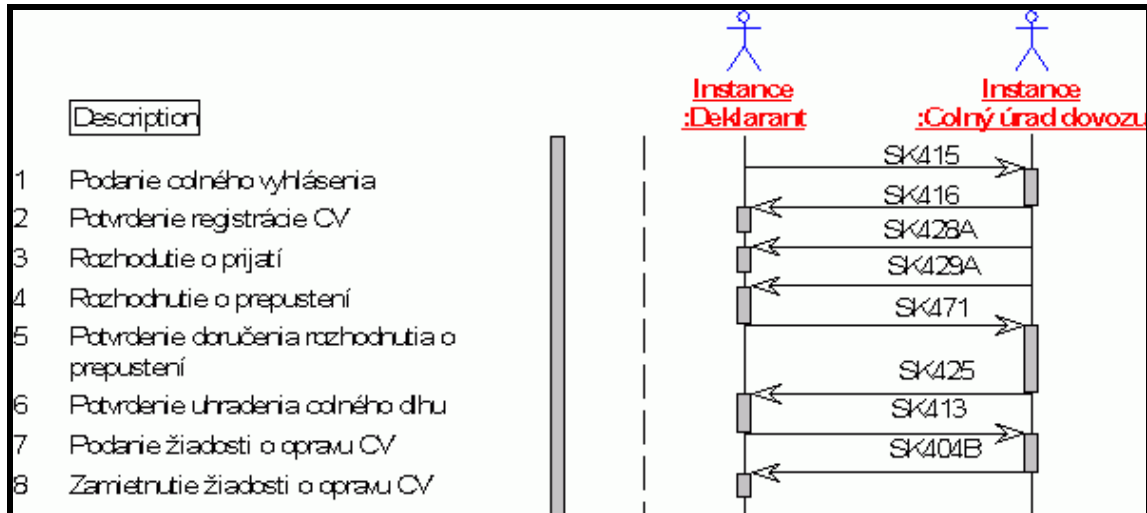 Instance
:Deklarant
Instance
:Colný úrad dovozu
Description
SK415
1 Podanie colného vyhlásenia
SK416
2 Potvrdenie registrácie CV
SK428A
3 Rozhodutie o prijatí
SK429A
4 Rozhodnutie o prepustení
SK471
5 Potvrdenie doručenia rozhodnutia o
prepustení
SK425
6 Potvrdenie uhradenia colného dlhu
SK413
7 Podanie žiadosti o opravu CV
SK404B
8 Zamietnutie žiadosti o opravu CV